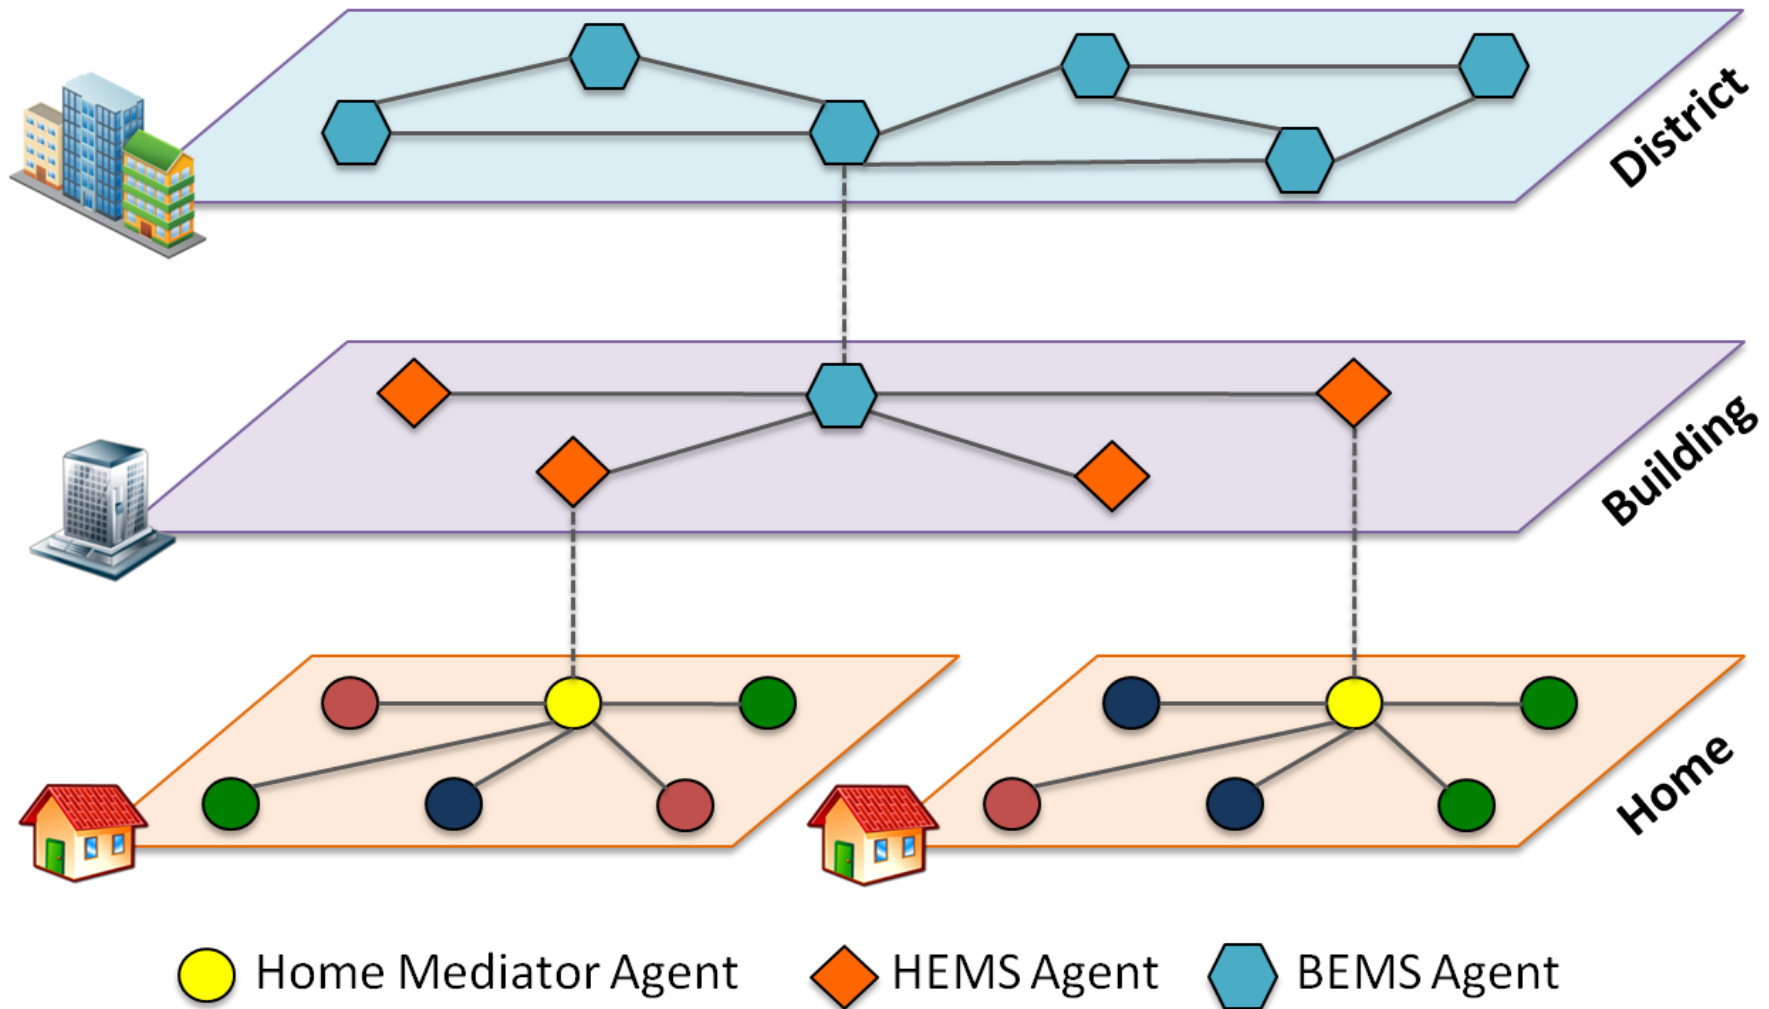 District
Building
Home
Home Mediator Agent
HEMS Agent
BEMS Agent